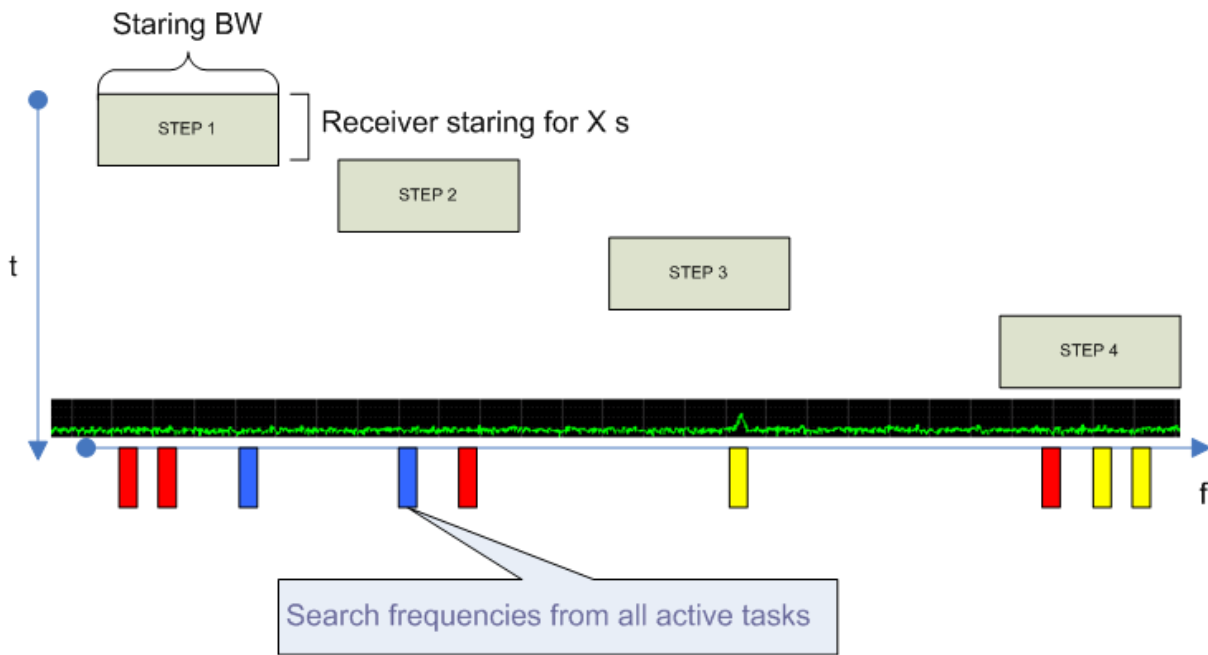 Staring BW
STEP 1
Receiver staring for X s
STEP 2
t
STEP 3
STEP 4
f
Search frequencies from all active tasks